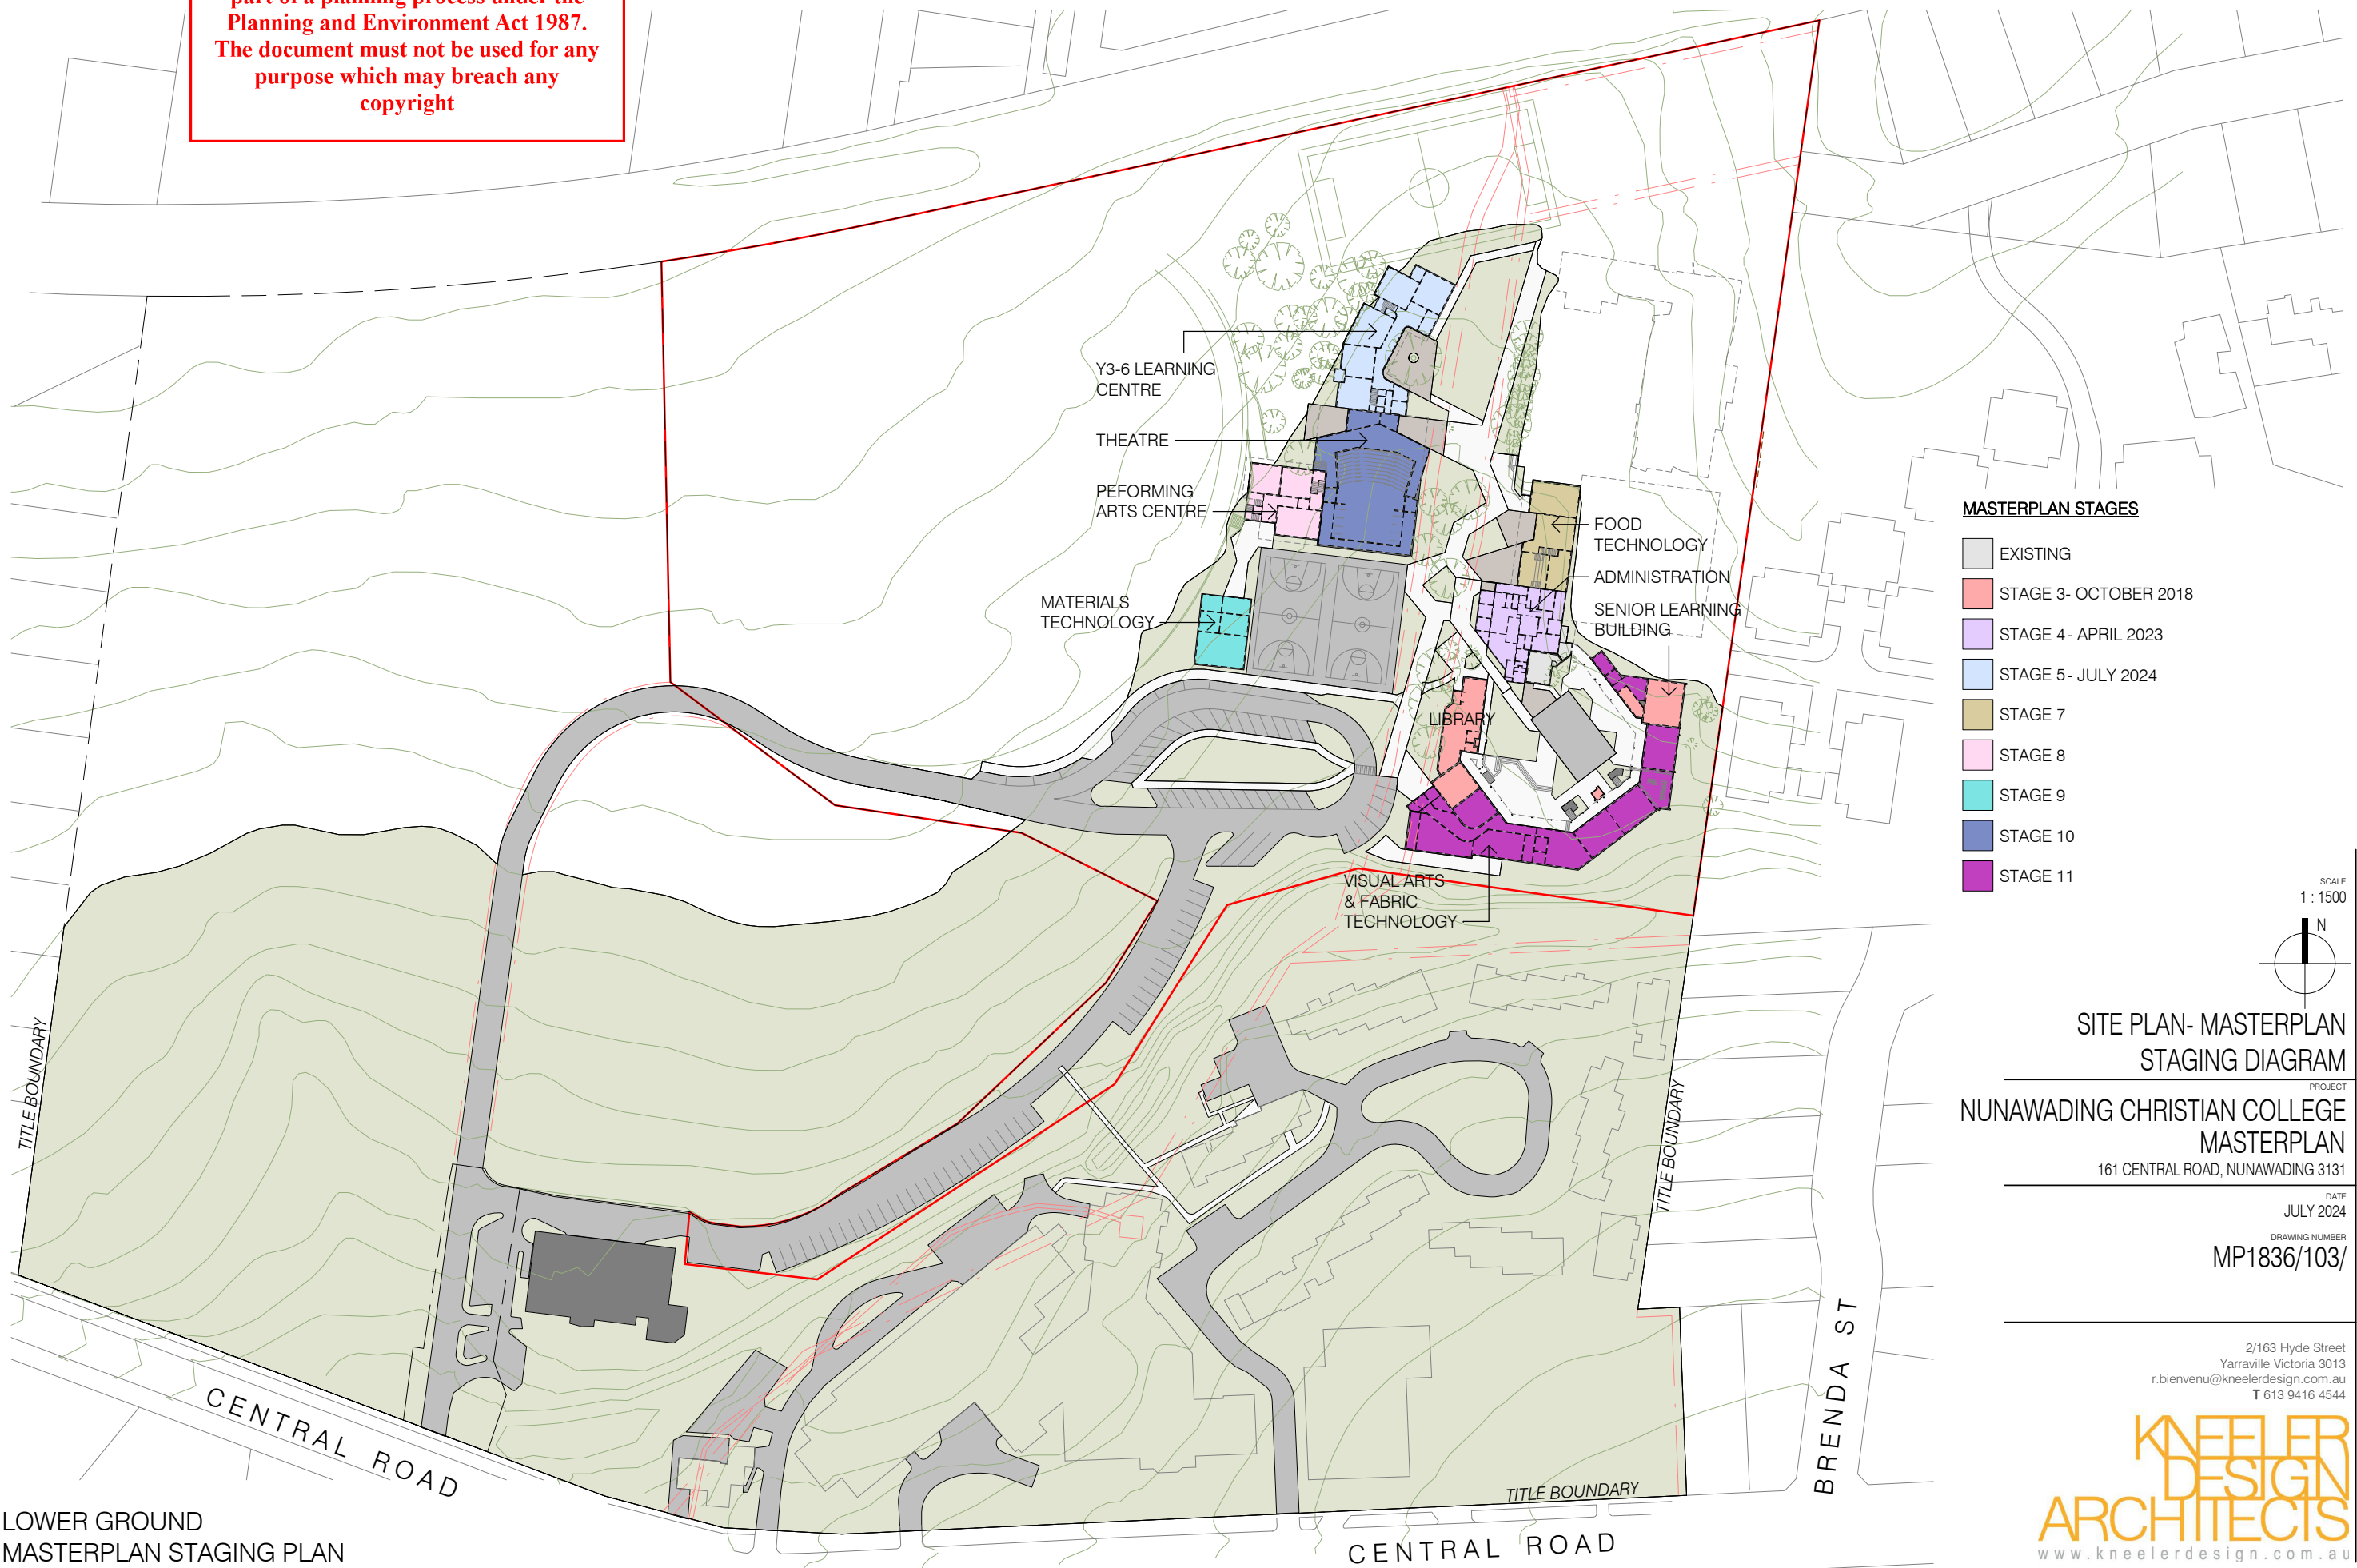 part of a planning process under the
Planning and Environment Act 1987.
The document must not be used for any
purpose which may breach any
copyright
Y3-6 LEARNING
CENTRE
THEATRE
PEFORMING
ARTS CENTRE
MATERIALS
TECHNOLOGY
FOOD
TECHNOLOGY
ADMINISTRATION
SENIOR LEARNING
BUILDING
LIBRARY
VISUAL ARTS
& FABRIC
TECHNOLOGY
TITLE BOUNDARY
TITLE BOUNDARY
TITLE BOUNDARY
CENTRAL ROAD
CENTRAL ROAD
BRENDA ST
LOWER GROUND
MASTERPLAN STAGING PLAN
MASTERPLAN STAGES
EXISTING
STAGE 3- OCTOBER 2018
STAGE 4- APRIL 2023
STAGE 5- JULY 2024
STAGE 7
STAGE 8
STAGE 9
STAGE 10
STAGE 11
SCALE
1 : 1500
N
SITE PLAN- MASTERPLAN
STAGING DIAGRAM
PROJECT
NUNAWADING CHRISTIAN COLLEGE
MASTERPLAN
161 CENTRAL ROAD, NUNAWADING 3131
DATE
JULY 2024
DRAWING NUMBER
MP1836/103/
2/163 Hyde Street
Yarraville Victoria 3013
r.bienvenu@kneelerdesign.com.au
T 613 9416 4544
KNEELER
DESIGN
ARCHITECTS
www.kneelerdesign.com.au